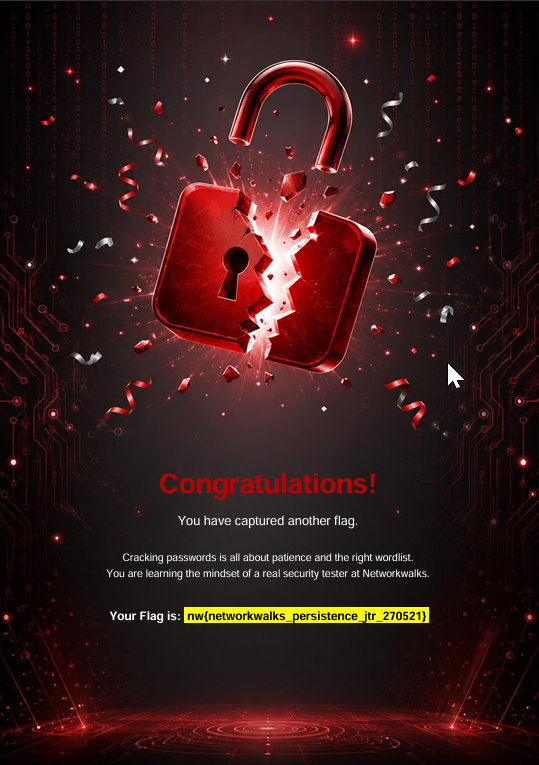 Congratulations!
You have captured another flag.
Cracking passwords is all about patience and the right wordlist.
You are learning the mindset of a real security tester at Networkwalks.
Your Flag is: nw{networkwalks_persistence_jtr_270521}